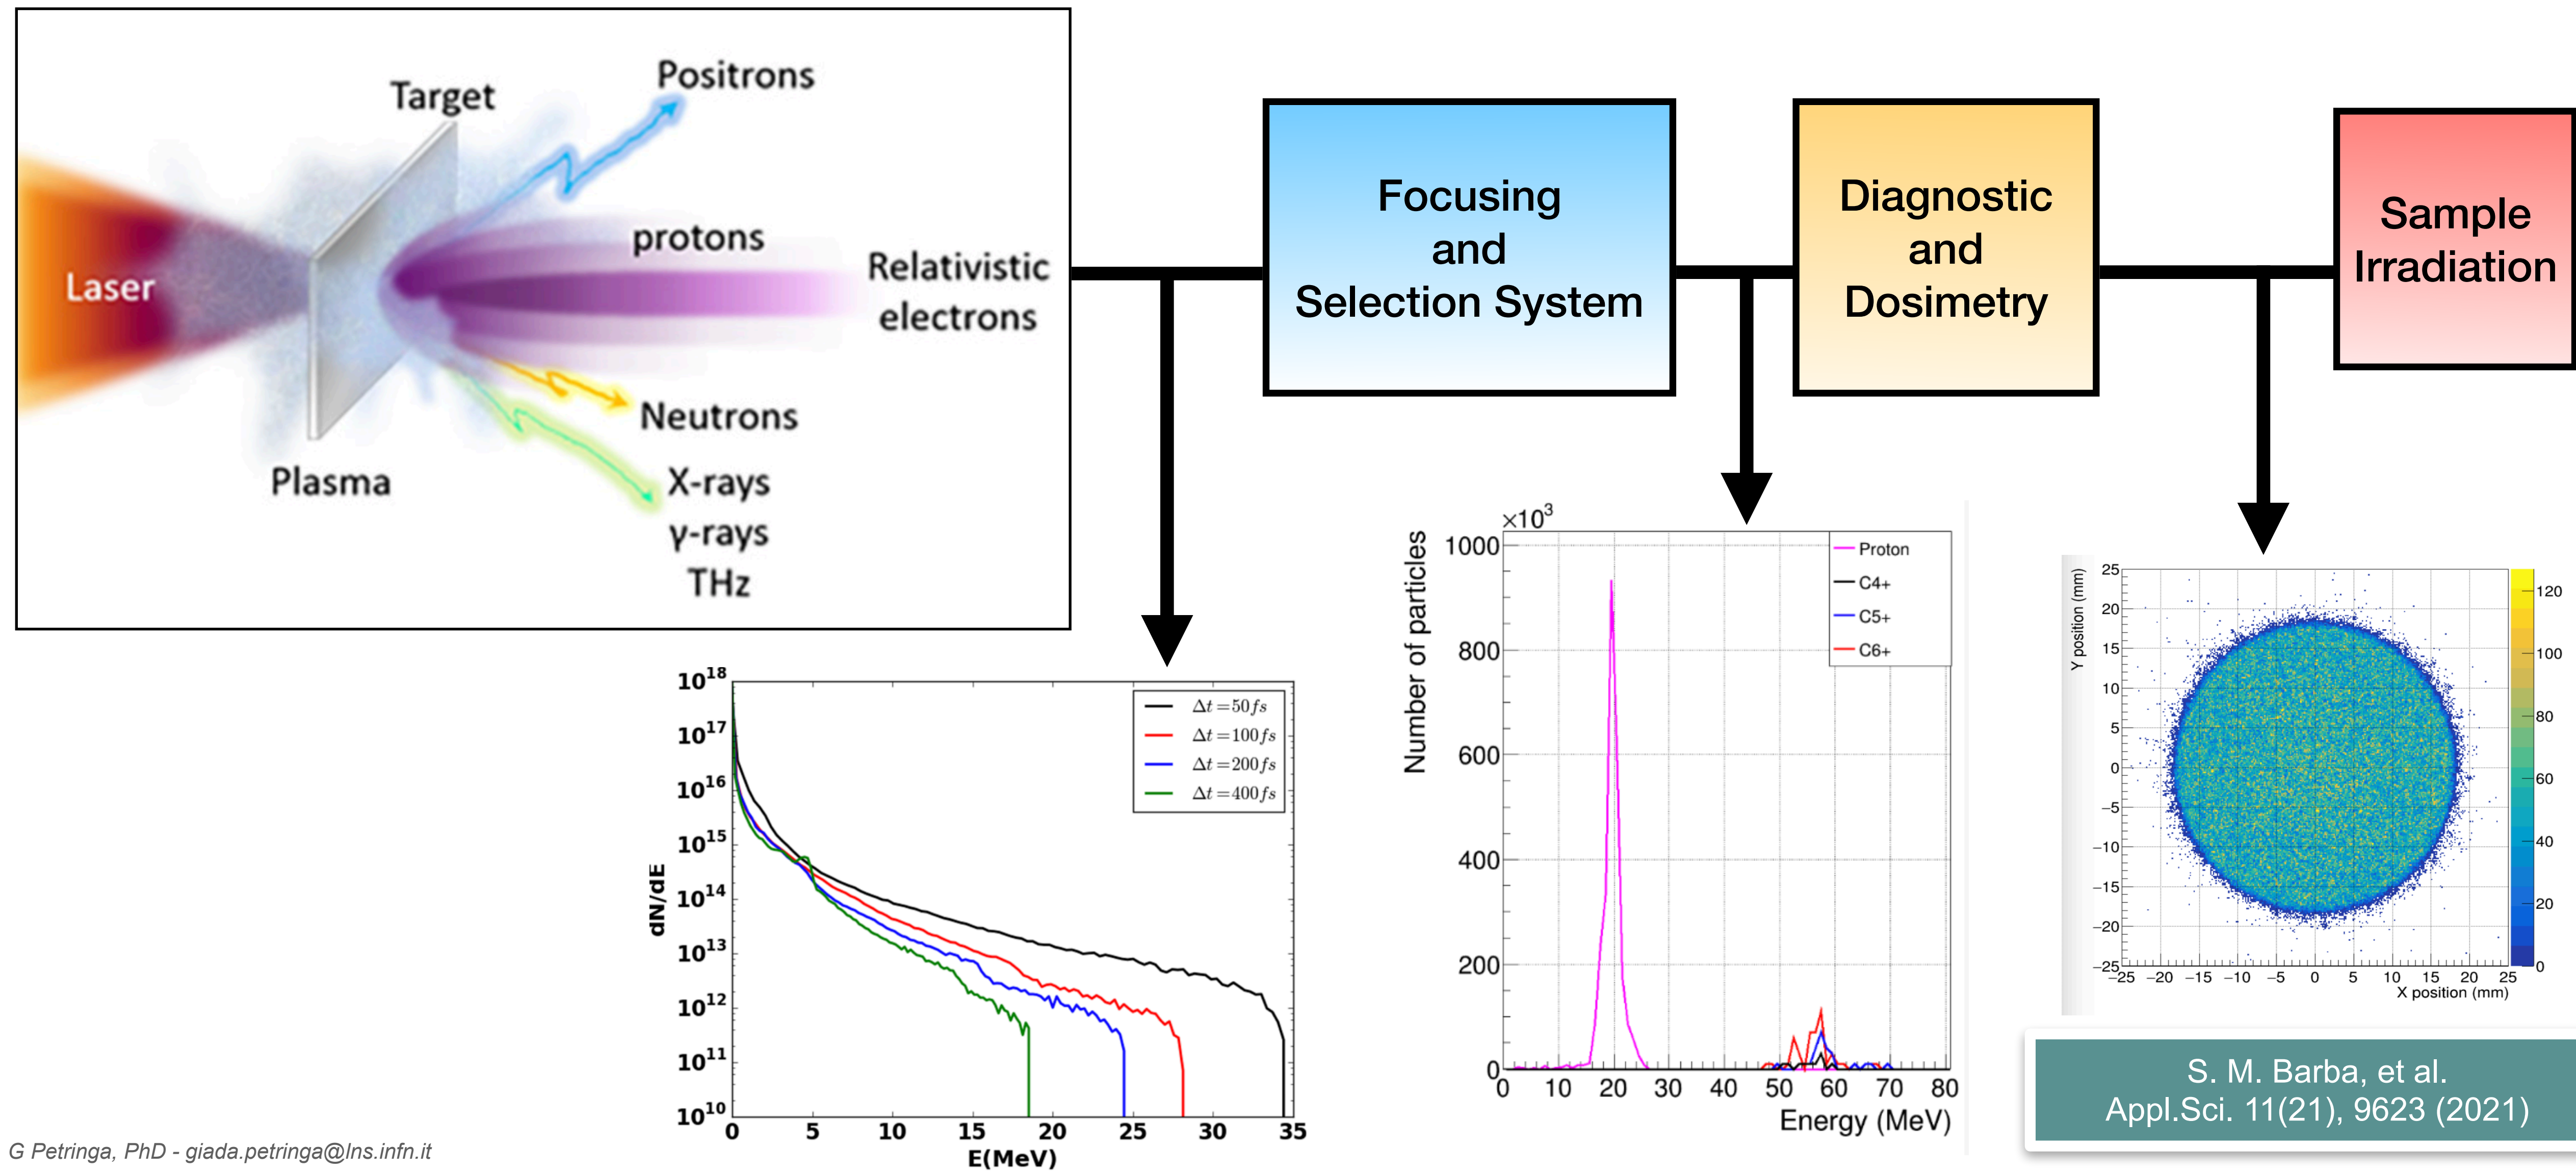 Positrons
Target
protons
Laser
Relativistic
electrons
Neutrons
Plasma
X-rays
γ-rays
THz
Focusing
and
Selection System
Diagnostic
and
Dosimetry
Sample
Irradiation
10^18
10^17
10^16
10^15
10^14
10^13
10^12
10^11
10^10
dN/dE
Δt=50fs
Δt=100fs
Δt=200fs
Δt=400fs
0 5 10 15 20 25 30 35
E(MeV)
×10^3
Number of particles
1000
800
600
400
200
0
Proton
C4+
C5+
C6+
0 10 20 30 40 50 60 70 80
Energy (MeV)
Y position (mm)
25
20
15
10
5
0
−5
−10
−15
−20
−25
−25 −20 −15 −10 −5 0 5 10 15 20 25
X position (mm)
120
100
80
60
40
20
0
S. M. Barba, et al.
Appl.Sci. 11(21), 9623 (2021)
G Petringa, PhD - giada.petringa@lns.infn.it